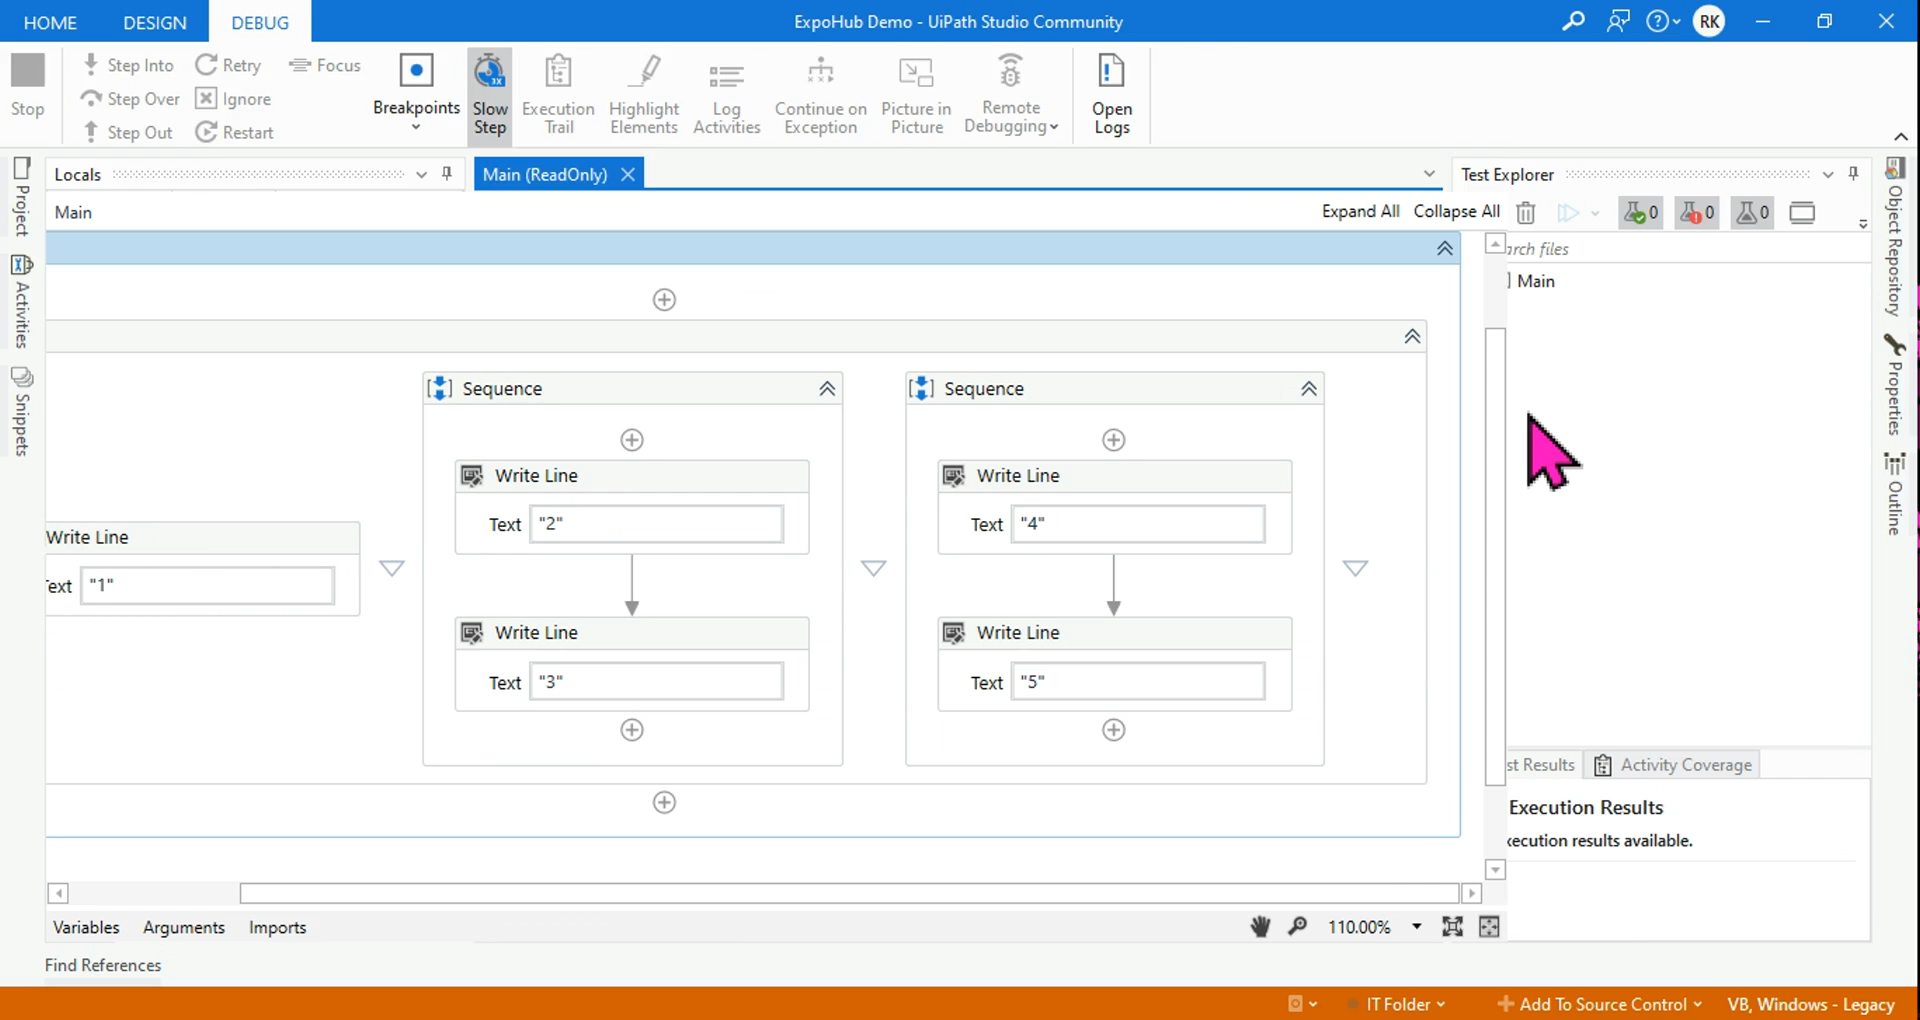 HOME DESIGN DEBUG ExpoHub Demo - UiPath Studio Community RK
Step Into Retry Focus
Step Over Ignore
Step Out Restart
Stop
Breakpoints
3X
Slow Step
Execution Trail
Highlight Elements
Log Activities
Continue on Exception
Picture in Picture
Remote Debugging
Open Logs
Project
Activities
Snippets
Locals Main (ReadOnly) Test Explorer
Main Expand All Collapse All 0 0 0
rch files
Main
Object Repository
Properties
Outline
Sequence Sequence
Write Line Write Line
Text "2" Text "4"
Write Line
Text "1"
Write Line Write Line
Text "3" Text "5"
st Results Activity Coverage
Execution Results
xecution results available.
Variables Arguments Imports 110.00%
Find References
IT Folder Add To Source Control VB, Windows - Legacy